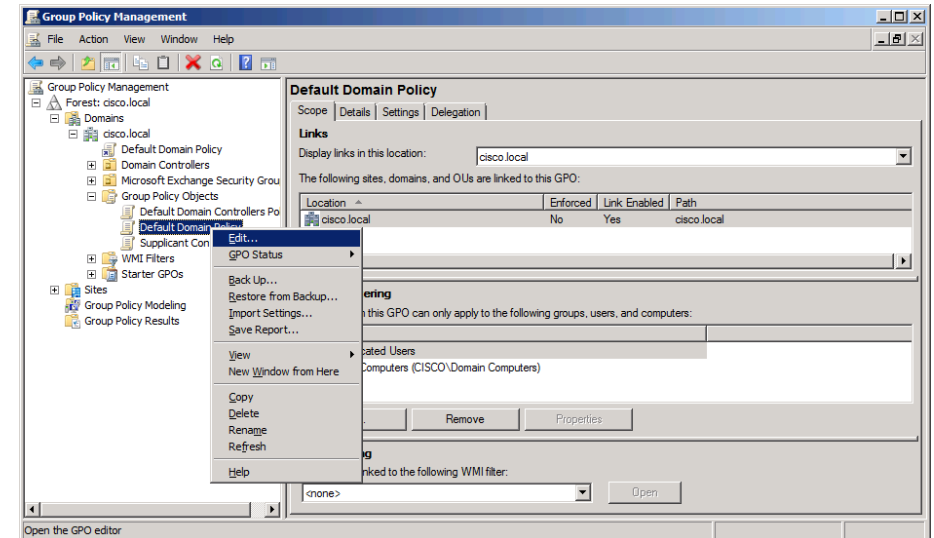 Group Policy Management
File Action View Window Help
Group Policy Management
Forest: cisco.local
Domains
cisco.local
Default Domain Policy
Domain Controllers
Microsoft Exchange Security Grou
Group Policy Objects
Default Domain Controllers Po
Default Domain Policy
Supplicant Con
WMI Filters
Starter GPOs
Sites
Group Policy Modeling
Group Policy Results
Edit...
GPO Status
Back Up...
Restore from Backup...
Import Settings...
Save Report...
View
New Window from Here
Copy
Delete
Rename
Refresh
Help
Default Domain Policy
Scope Details Settings Delegation
Links
Display links in this location: cisco.local
The following sites, domains, and OUs are linked to this GPO:
Location Enforced Link Enabled Path
cisco.local No Yes cisco.local
ering
this GPO can only apply to the following groups, users, and computers:
cated Users
Computers (CISCO\Domain Computers)
Remove Properties
nked to the following WMI filter:
<none> Open
Open the GPO editor